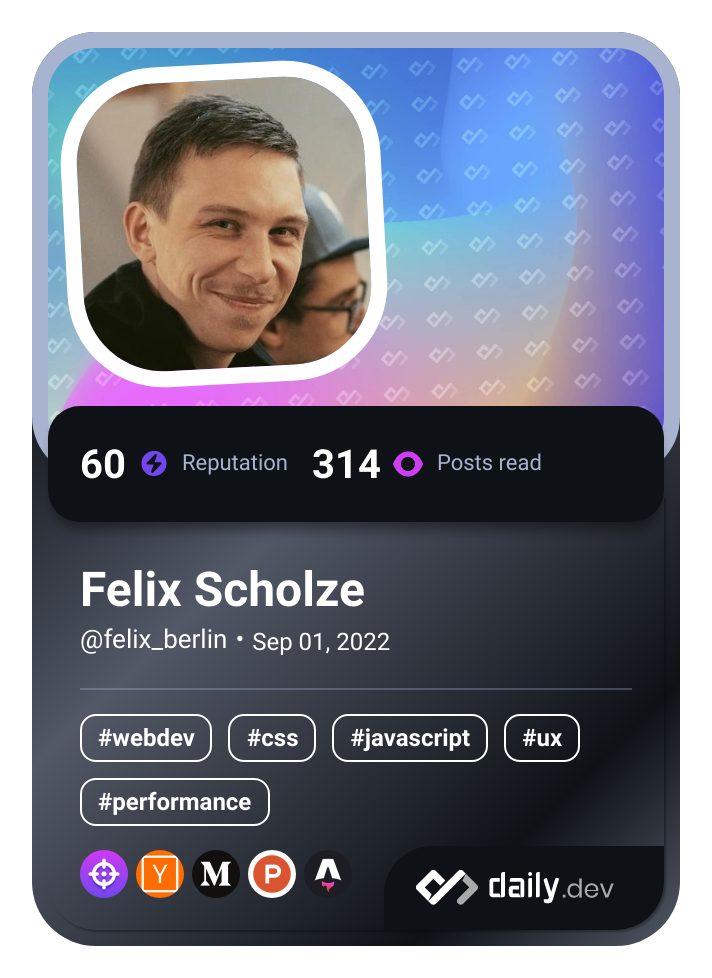 60 Reputation 314 Posts read
Felix Scholze
@felix_berlin • Sep 01, 2022
#webdev #css #javascript #ux
#performance
Y M P
daily.dev